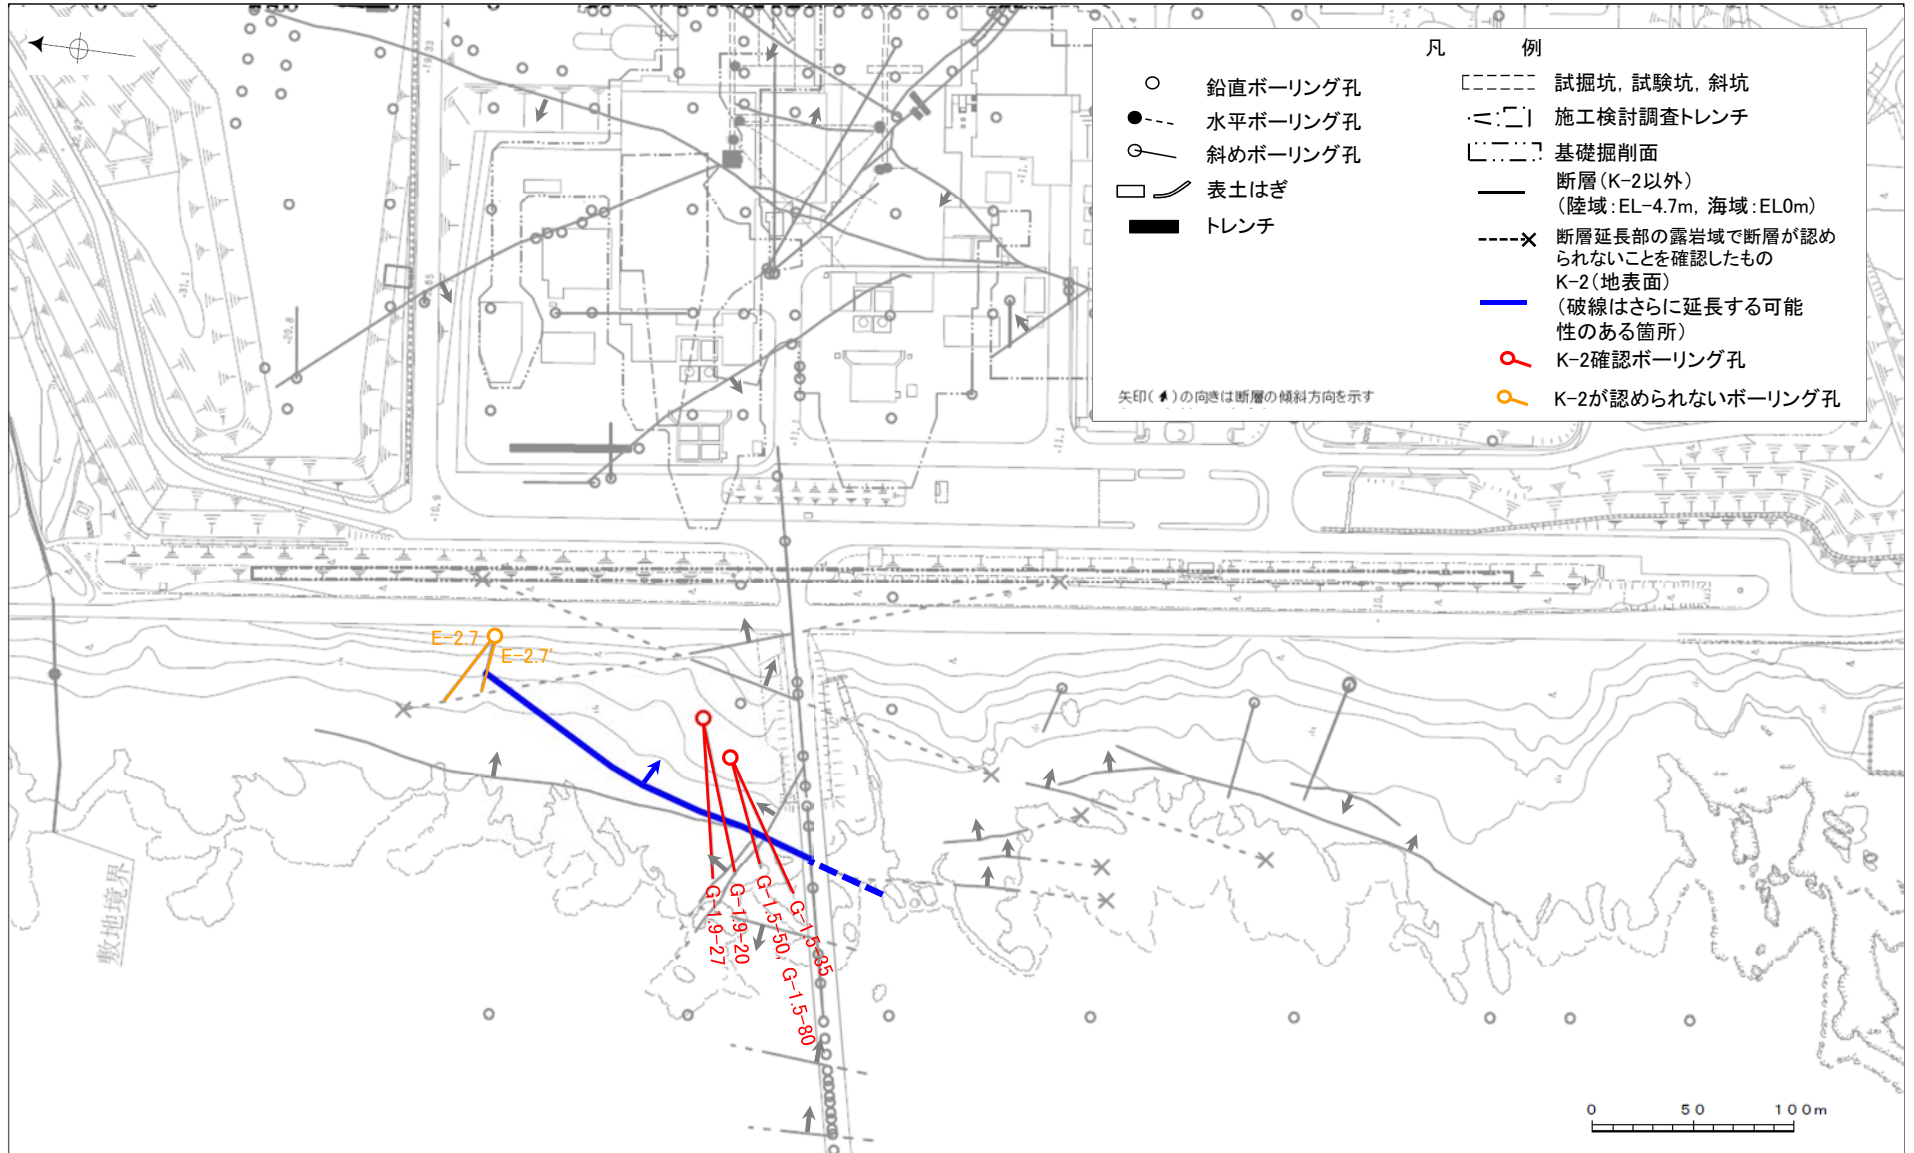 凡 例
鉛直ボーリング孔
水平ボーリング孔
斜めボーリング孔
表土はぎ
トレンチ
矢印( )の向きは断層の傾斜方向を示す
試掘坑, 試験坑, 斜坑
施工検討調査トレンチ
基礎掘削面
断層(K-2以外)
(陸域:EL-4.7m, 海域:EL0m)
断層延長部の露岩域で断層が認め
られないことを確認したもの
K-2(地表面)
(破線はさらに延長する可能
性のある箇所)
K-2確認ボーリング孔
K-2が認められないボーリング孔
E-2.7
E-2.7'
G-1.9-27
G-1.9-20
G-1.5-50, G-1.5-80
G-1.5-35
敷地境界
0 50 100m